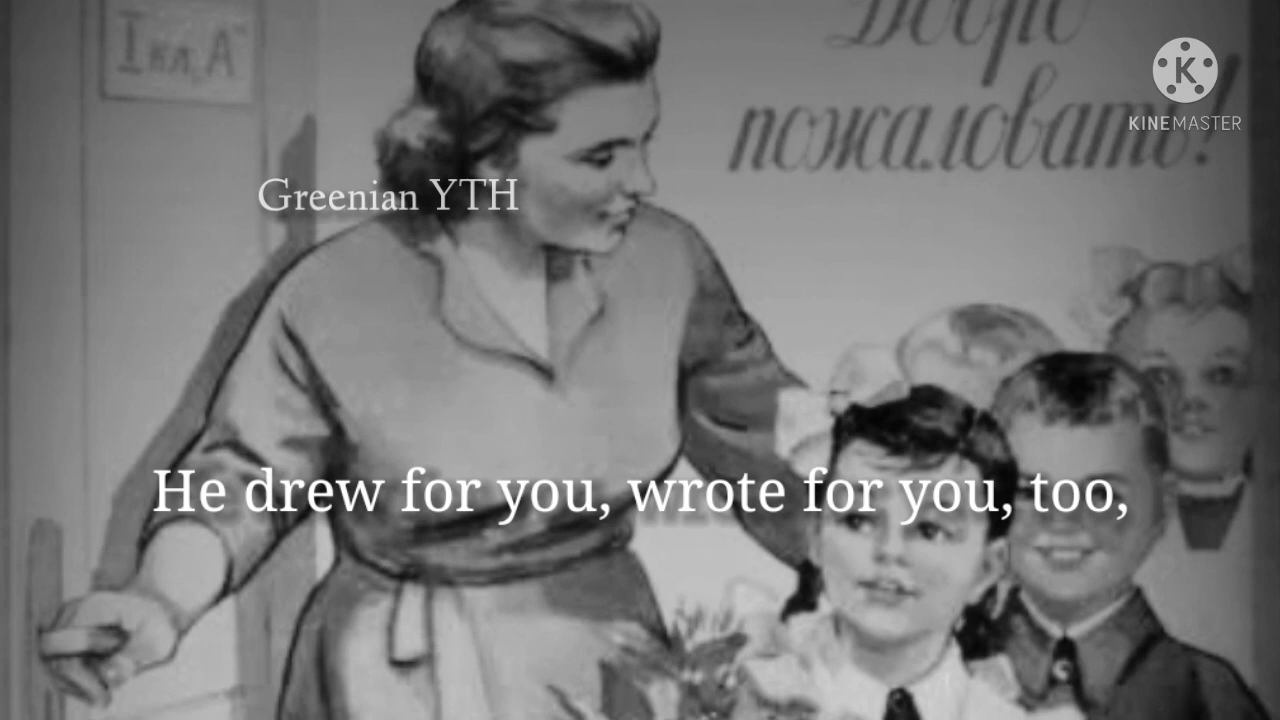 I кл. „А"
Добро
пожаловать!
KINEMASTER
Greenian YTH
He drew for you, wrote for you, too,